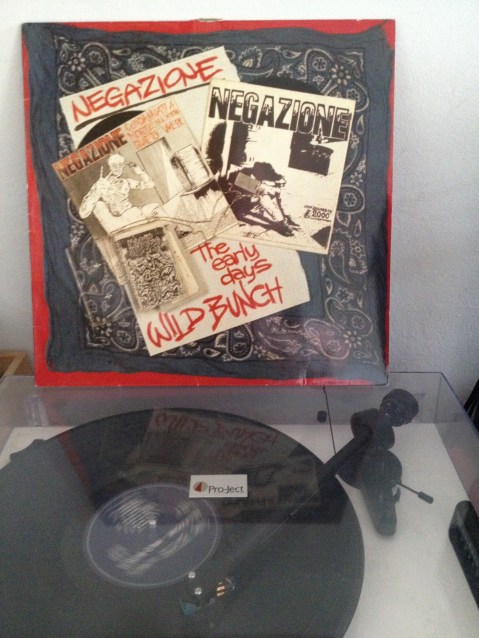 NEGAZIONE
NEGAZIONE
NEGAZIONE
The
early
days
WILD BUNCH
Pro-Ject